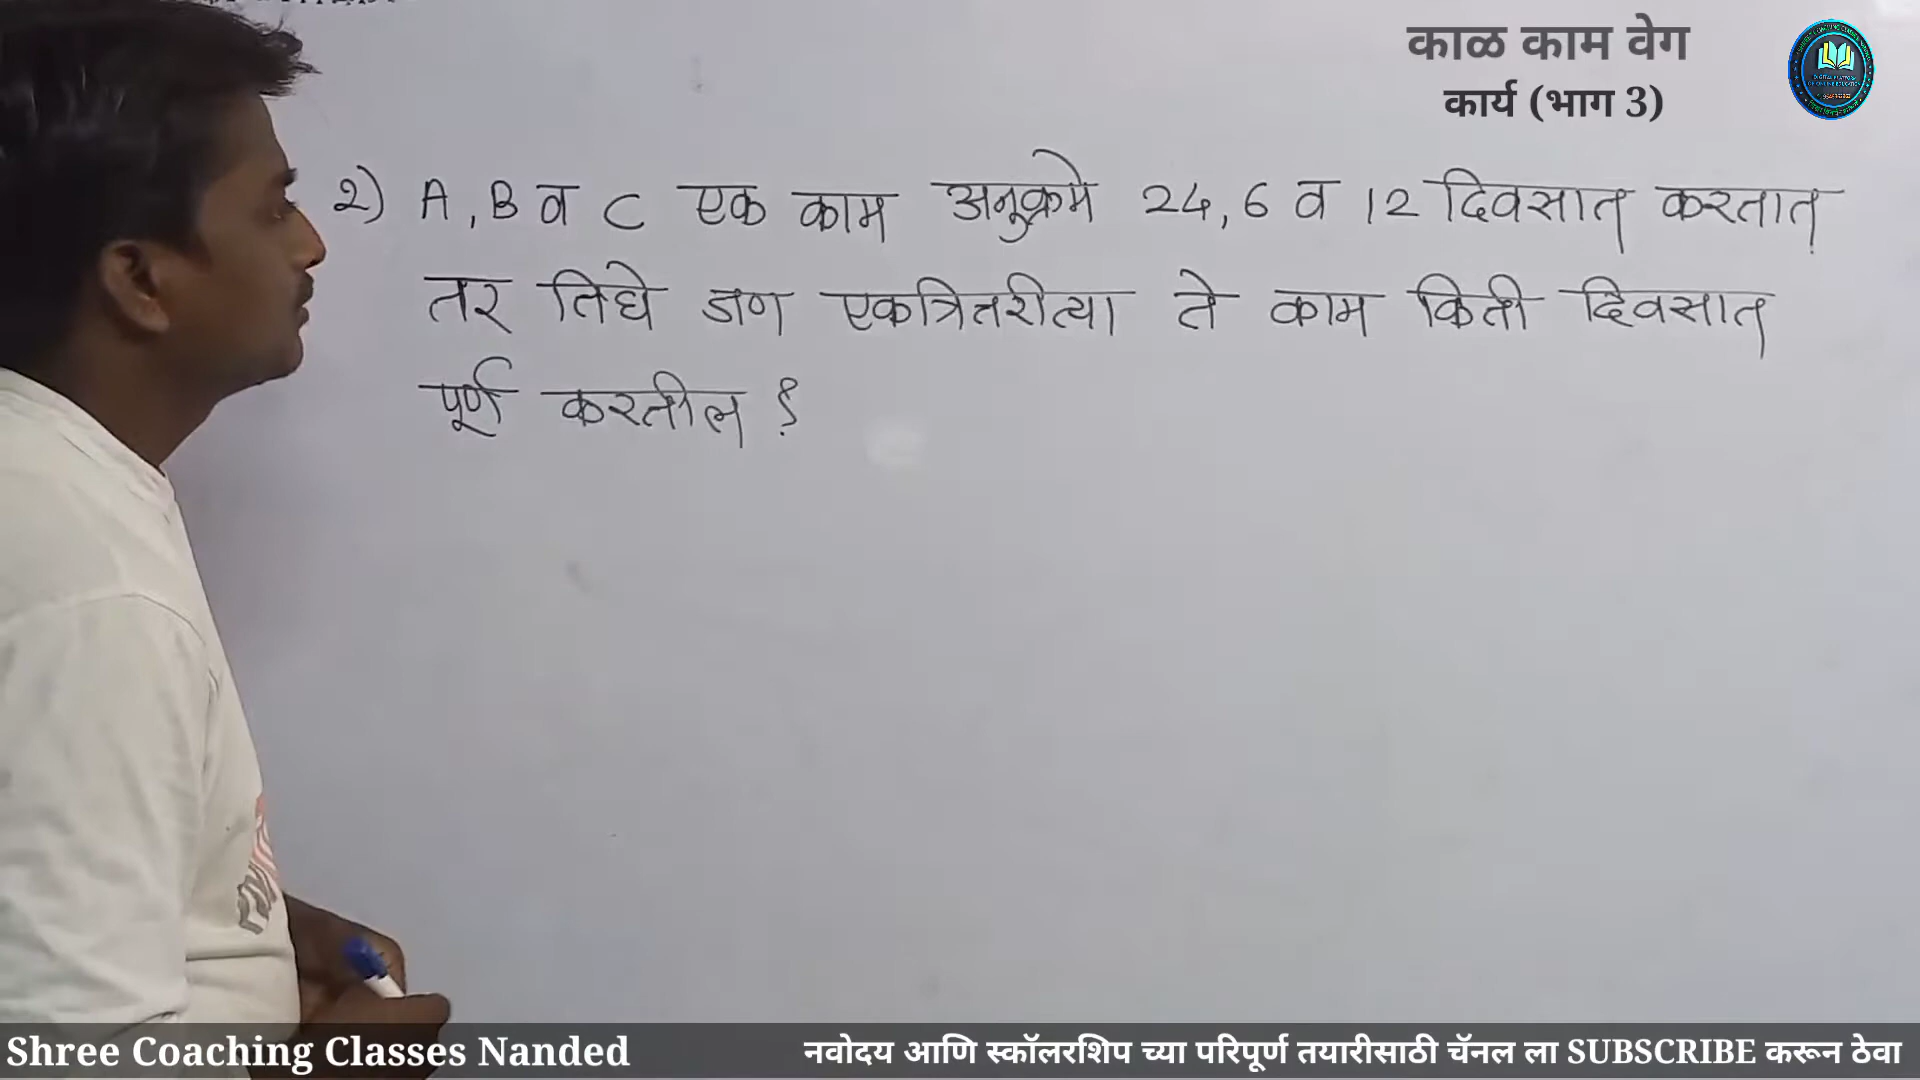 काळ काम वेग
कार्य (भाग 3)
२) A, B व C एक काम अनुक्रमे 24, 6 व 12 दिवसात करतात
तर तिघे जण एकत्रितरीत्या ते काम किती दिवसात
पूर्ण करतील ?
Shree Coaching Classes Nanded
नवोदय आणि स्कॉलरशिप च्या परिपूर्ण तयारीसाठी चॅनल ला SUBSCRIBE करून ठेवा